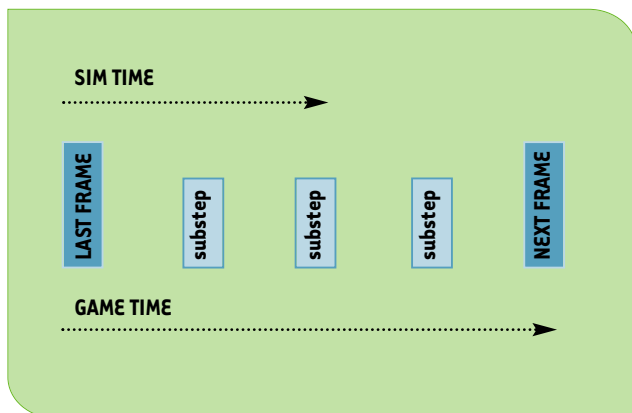 SIM TIME
LAST FRAME
substep
substep
substep
NEXT FRAME
GAME TIME